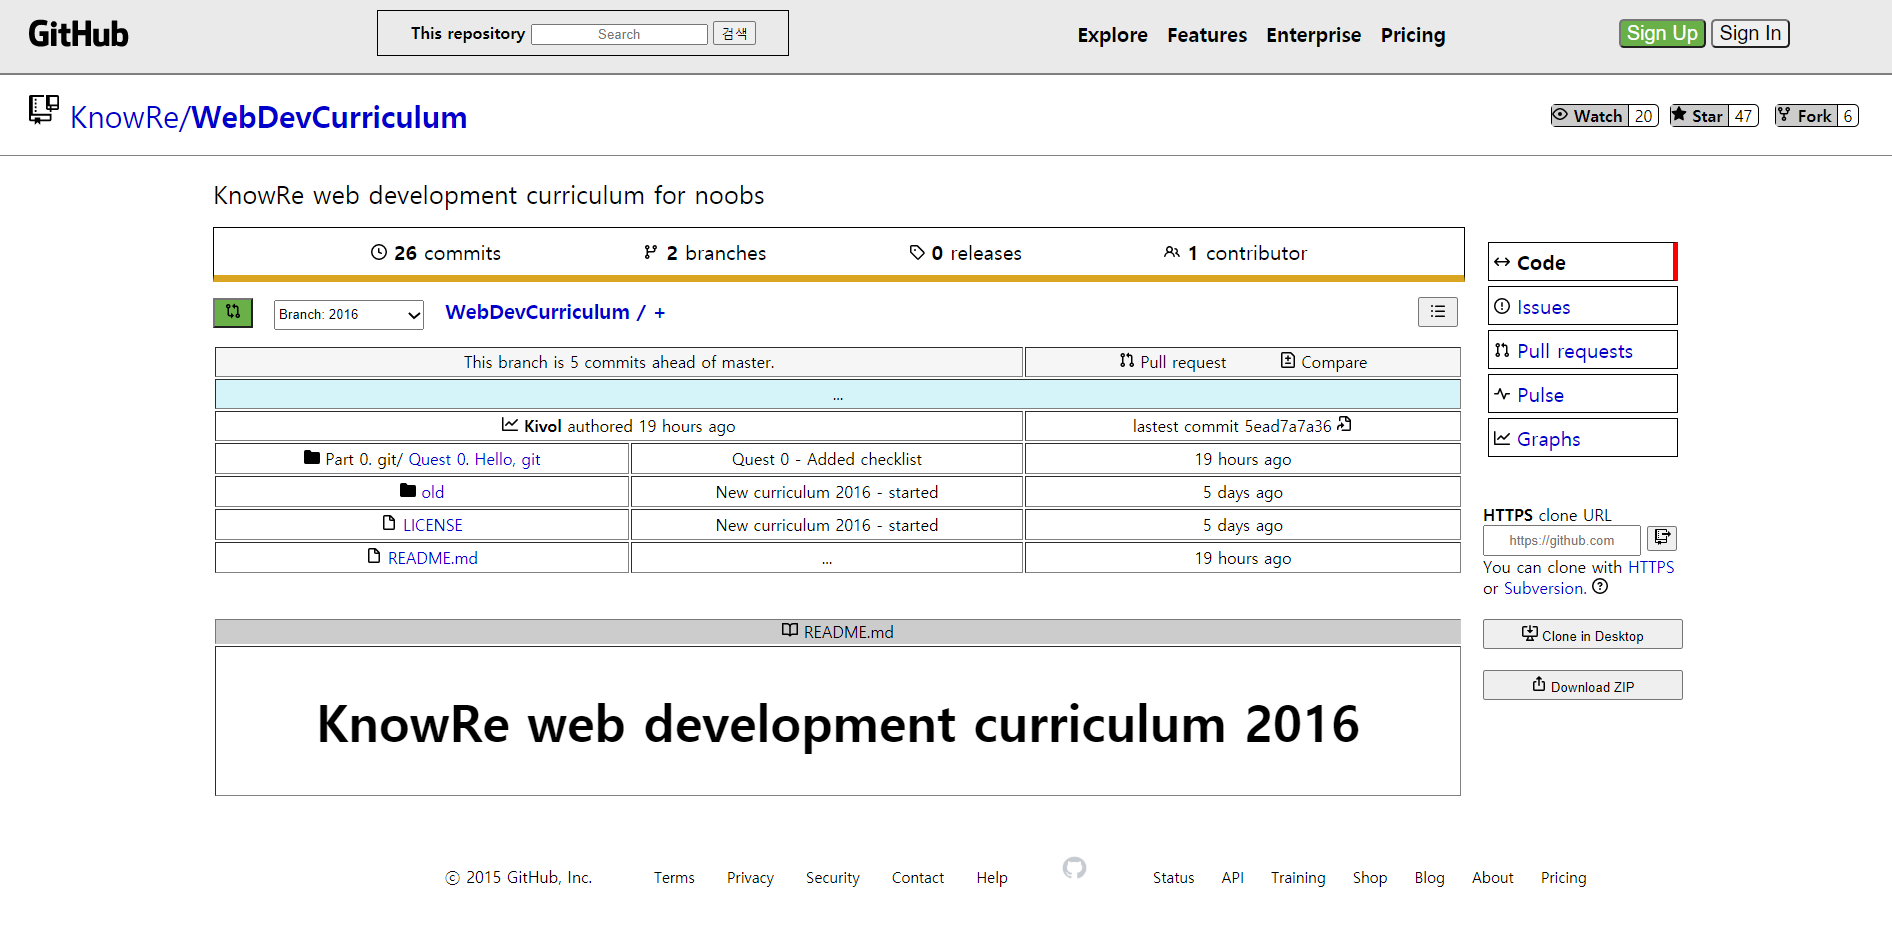 GitHub This repository Search 검색 Explore Features Enterprise Pricing Sign Up Sign In
KnowRe/WebDevCurriculum Watch 20 Star 47 Fork 6
KnowRe web development curriculum for noobs
26 commits 2 branches 0 releases 1 contributor
Code
Issues
Pull requests
Pulse
Graphs
Branch: 2016 WebDevCurriculum / +
This branch is 5 commits ahead of master. Pull request Compare
...
Kivol authored 19 hours ago lastest commit 5ead7a7a36
Part 0. git/ Quest 0. Hello, git Quest 0 - Added checklist 19 hours ago
old New curriculum 2016 - started 5 days ago
LICENSE New curriculum 2016 - started 5 days ago
README.md ... 19 hours ago
HTTPS clone URL
https://github.com
You can clone with HTTPS
or Subversion.
Clone in Desktop
Download ZIP
README.md
KnowRe web development curriculum 2016
© 2015 GitHub, Inc. Terms Privacy Security Contact Help Status API Training Shop Blog About Pricing